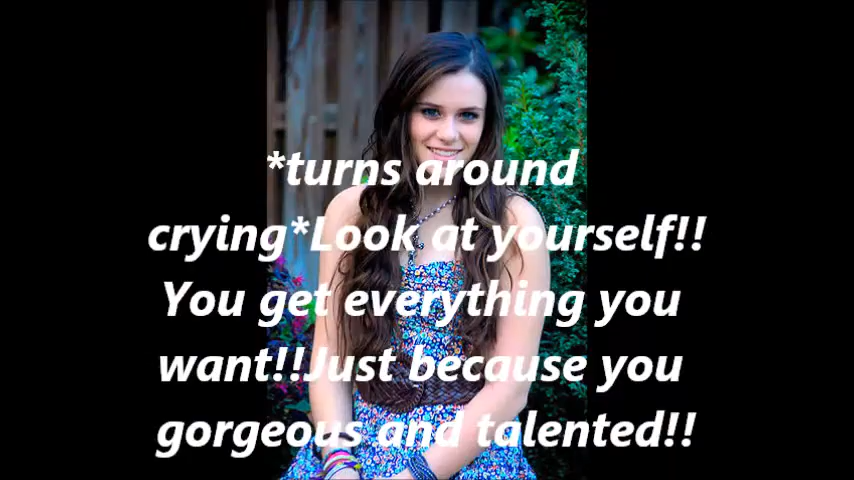 *turns around
crying*Look at yourself!!
You get everything you
want!!Just because you
gorgeous and talented!!